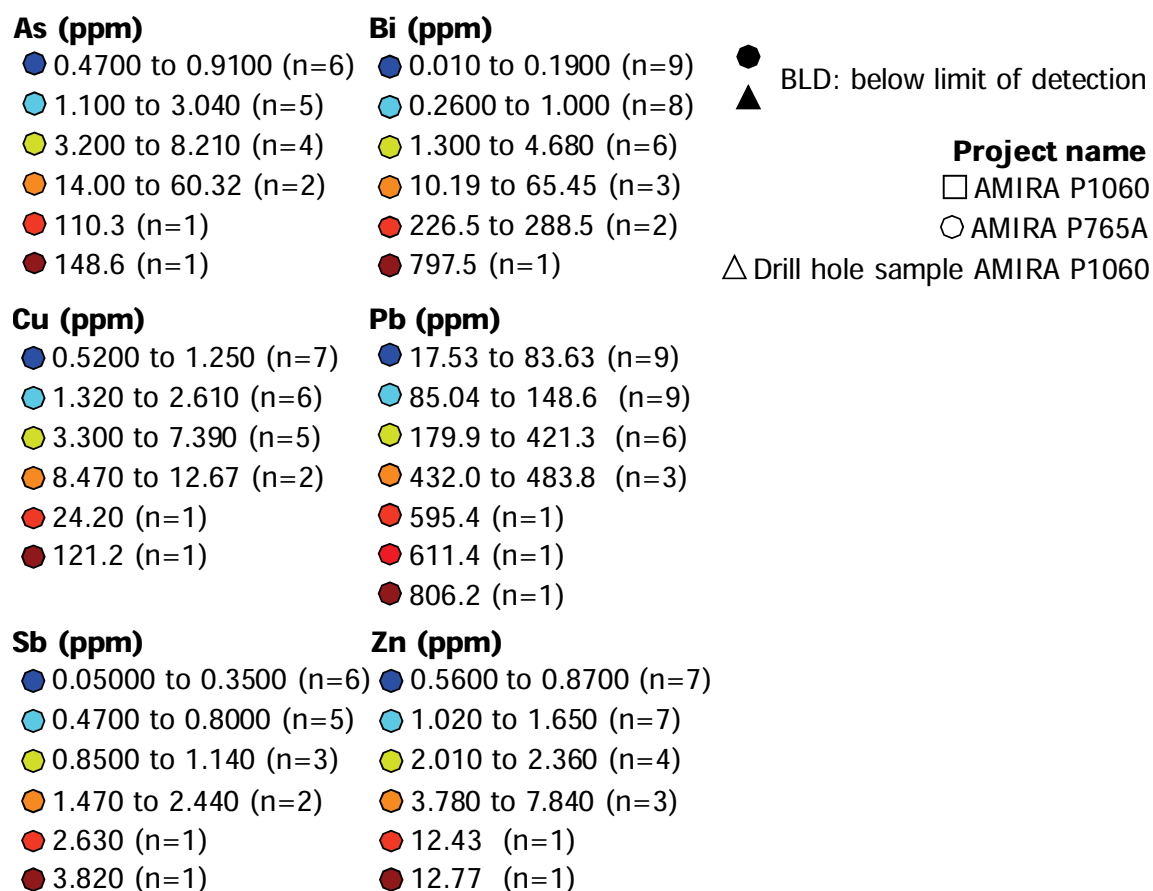 As (ppm)
0.4700 to 0.9100 (n=6)
1.100 to 3.040 (n=5)
3.200 to 8.210 (n=4)
14.00 to 60.32 (n=2)
110.3 (n=1)
148.6 (n=1)
Bi (ppm)
0.010 to 0.1900 (n=9)
0.2600 to 1.000 (n=8)
1.300 to 4.680 (n=6)
10.19 to 65.45 (n=3)
226.5 to 288.5 (n=2)
797.5 (n=1)
BLD: below limit of detection
Project name
AMIRA P1060
AMIRA P765A
Drill hole sample AMIRA P1060
Cu (ppm)
0.5200 to 1.250 (n=7)
1.320 to 2.610 (n=6)
3.300 to 7.390 (n=5)
8.470 to 12.67 (n=2)
24.20 (n=1)
121.2 (n=1)
Pb (ppm)
17.53 to 83.63 (n=9)
85.04 to 148.6 (n=9)
179.9 to 421.3 (n=6)
432.0 to 483.8 (n=3)
595.4 (n=1)
611.4 (n=1)
806.2 (n=1)
Sb (ppm)
0.05000 to 0.3500 (n=6)
0.4700 to 0.8000 (n=5)
0.8500 to 1.140 (n=3)
1.470 to 2.440 (n=2)
2.630 (n=1)
3.820 (n=1)
Zn (ppm)
0.5600 to 0.8700 (n=7)
1.020 to 1.650 (n=7)
2.010 to 2.360 (n=4)
3.780 to 7.840 (n=3)
12.43 (n=1)
12.77 (n=1)